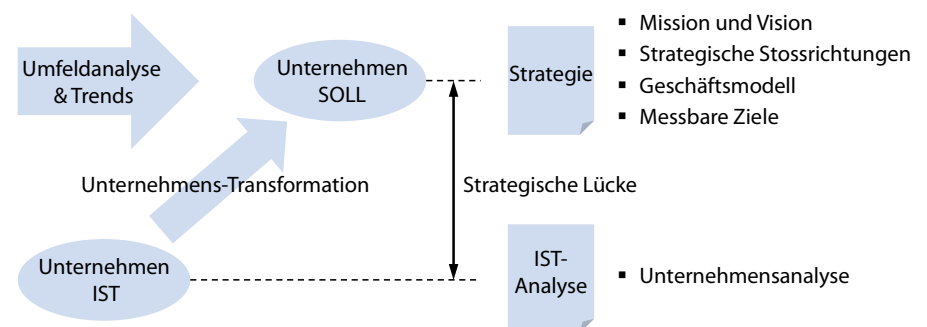 Umfeldanalyse
& Trends
Unternehmen
SOLL
Strategie
▪ Mission und Vision
▪ Strategische Stossrichtungen
▪ Geschäftsmodell
▪ Messbare Ziele
Unternehmens-Transformation
Strategische Lücke
Unternehmen
IST
IST-
Analyse
▪ Unternehmensanalyse